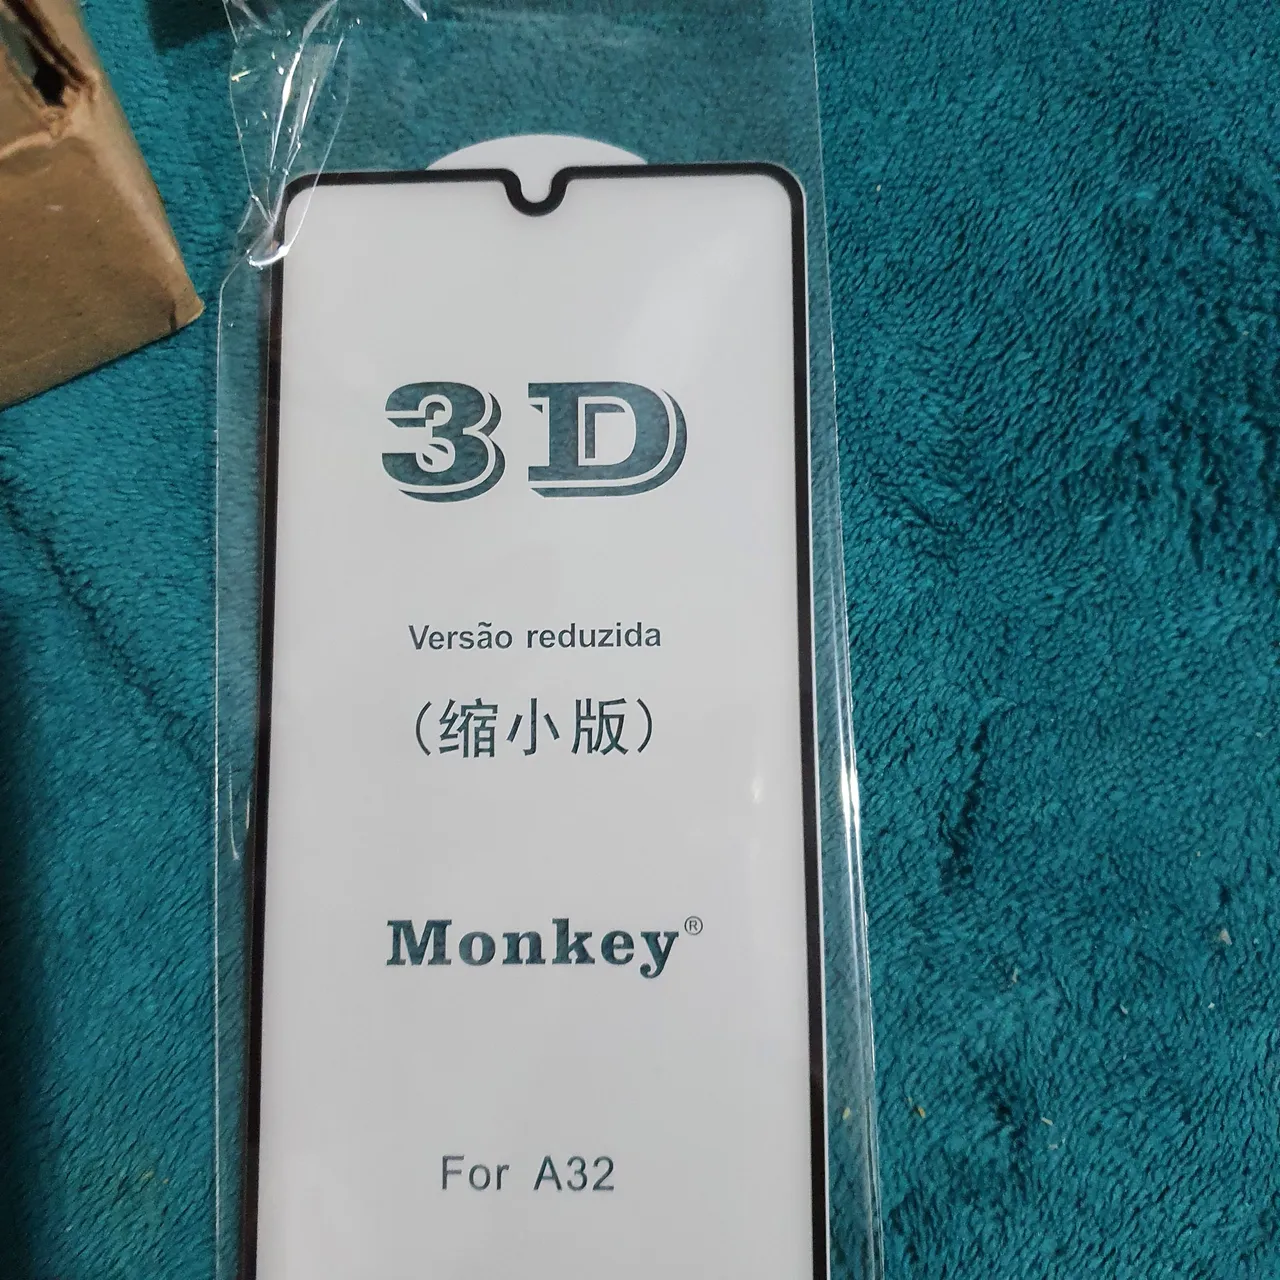 3D
Versão reduzida
(缩小版)
Monkey®
For A32